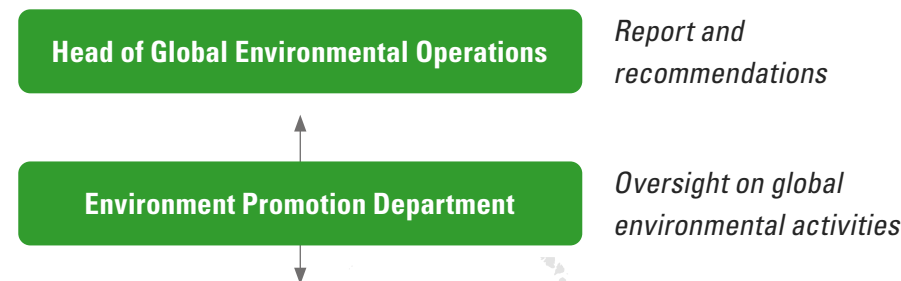 Head of Global Environmental Operations
Report and
recommendations
Environment Promotion Department
Oversight on global
environmental activities